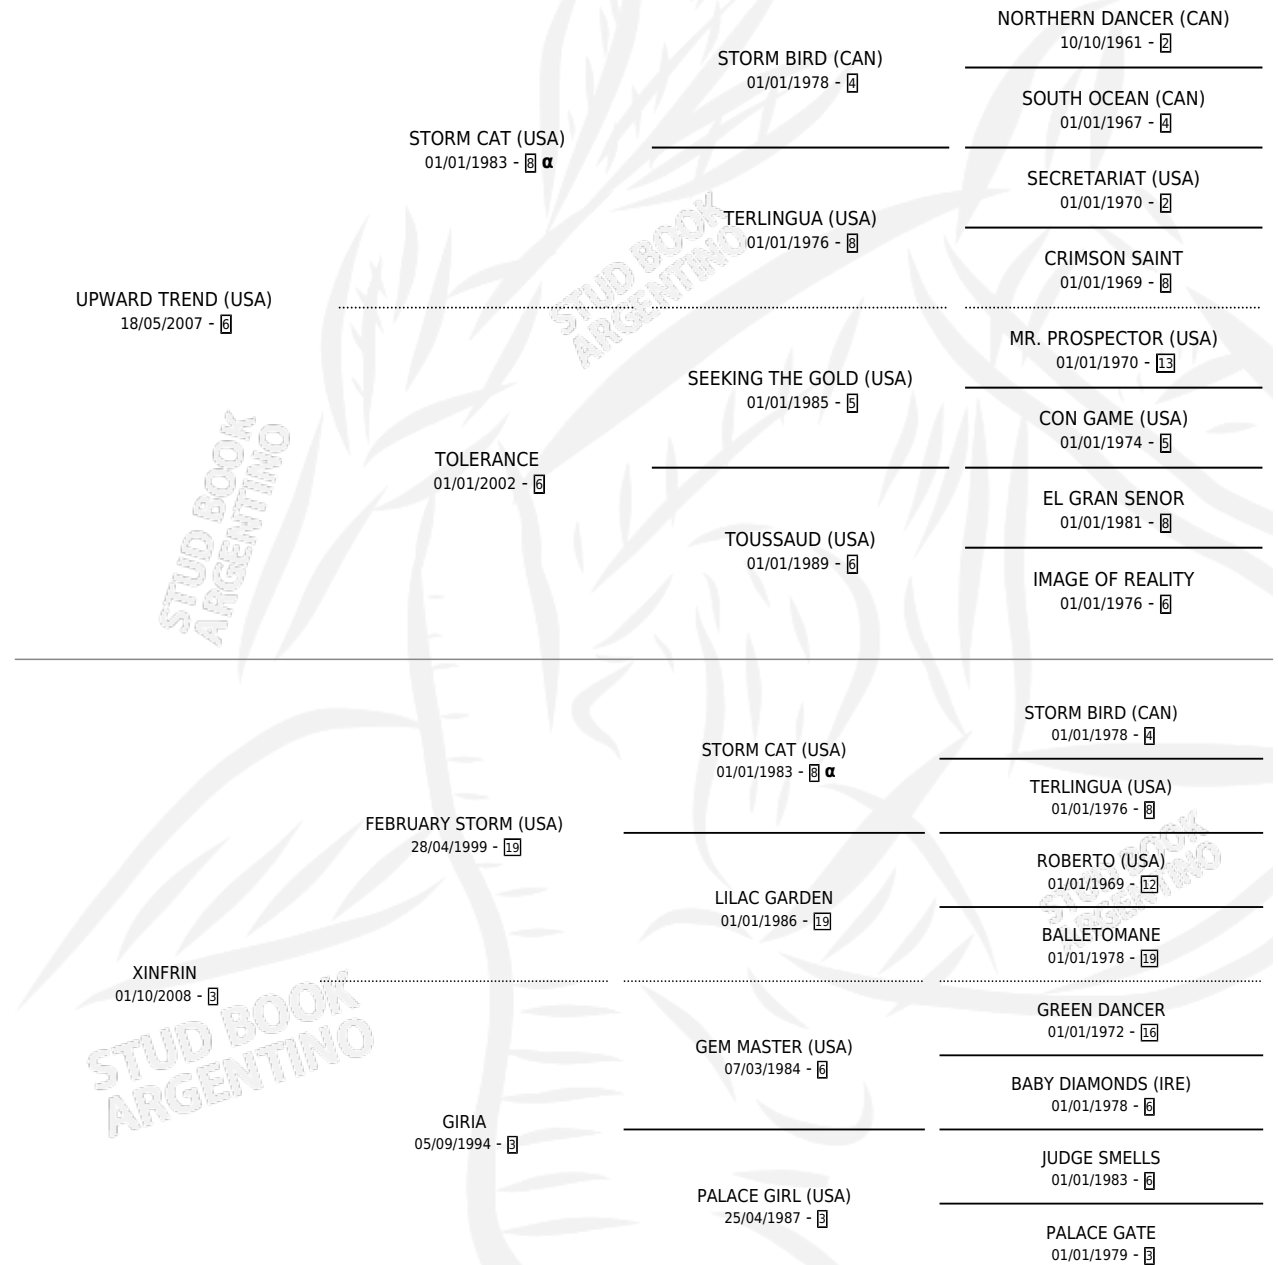 NORTHERN DANCER (CAN)
10/10/1961 - 2
STORM BIRD (CAN)
01/01/1978 - 4
SOUTH OCEAN (CAN)
01/01/1967 - 4
STORM CAT (USA)
01/01/1983 - 8 α
SECRETARIAT (USA)
01/01/1970 - 2
TERLINGUA (USA)
01/01/1976 - 8
CRIMSON SAINT
01/01/1969 - 8
UPWARD TREND (USA)
18/05/2007 - 6
MR. PROSPECTOR (USA)
01/01/1970 - 13
SEEKING THE GOLD (USA)
01/01/1985 - 5
CON GAME (USA)
01/01/1974 - 5
TOLERANCE
01/01/2002 - 6
EL GRAN SENOR
01/01/1981 - 8
TOUSSAUD (USA)
01/01/1989 - 6
IMAGE OF REALITY
01/01/1976 - 6
STORM BIRD (CAN)
01/01/1978 - 4
STORM CAT (USA)
01/01/1983 - 8 α
TERLINGUA (USA)
01/01/1976 - 8
FEBRUARY STORM (USA)
28/04/1999 - 19
ROBERTO (USA)
01/01/1969 - 12
LILAC GARDEN
01/01/1986 - 19
BALLETOMANE
01/01/1978 - 19
XINFRIN
01/10/2008 - 3
GREEN DANCER
01/01/1972 - 16
GEM MASTER (USA)
07/03/1984 - 6
BABY DIAMONDS (IRE)
01/01/1978 - 6
GIRIA
05/09/1994 - 3
JUDGE SMELLS
01/01/1983 - 6
PALACE GIRL (USA)
25/04/1987 - 3
PALACE GATE
01/01/1979 - 3
STUD BOOK
ARGENTINO
STUD BOOK
ARGENTINO
STUD BOOK
ARGENTINO
STUD BOOK
ARGENTINO